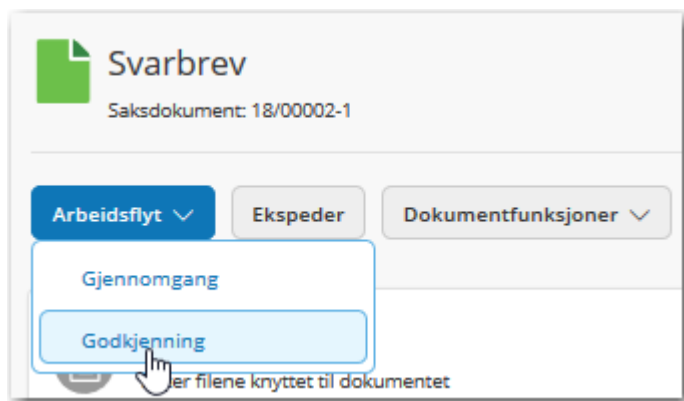 Svarbrev
Saksdokument: 18/00002-1
Arbeidsflyt Ekspeder Dokumentfunksjoner
Gjennomgang
Godkjenning
filene knyttet til dokumentet